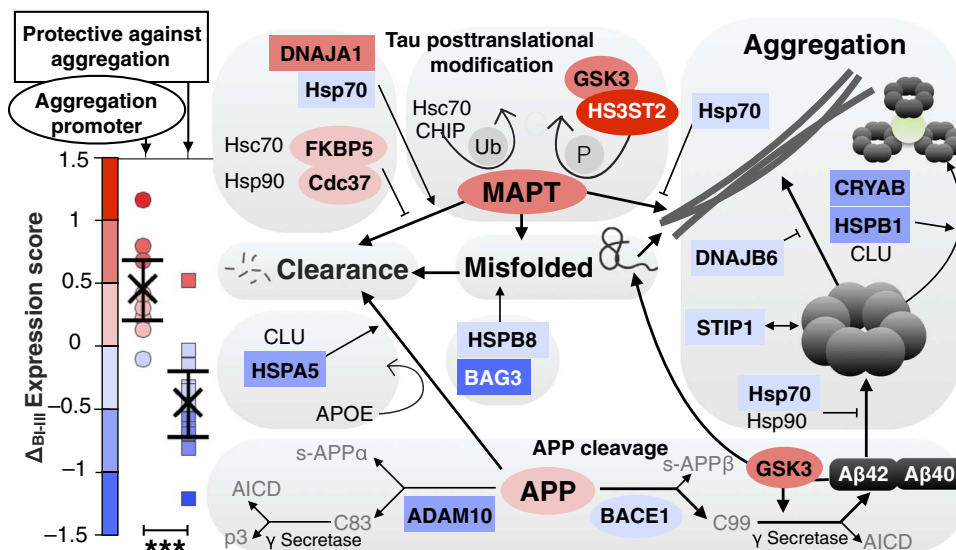 Protective against
aggregation
Aggregation
promoter
1.5
1
0.5
0
−0.5
−1
−1.5
ΔBI-III Expression score
***
DNAJA1
Hsp70
Hsc70
FKBP5
Hsp90
Cdc37
Tau posttranslational
modification
GSK3
HS3ST2
Hsc70
CHIP
Ub
P
MAPT
Hsp70
Aggregation
CRYAB
HSPB1
CLU
DNAJB6
STIP1
Hsp70
Hsp90
Clearance
Misfolded
CLU
HSPA5
APOE
HSPB8
BAG3
APP cleavage
s-APPα
AICD
p3
C83
γ Secretase
ADAM10
APP
BACE1
s-APPβ
GSK3
Aβ42
Aβ40
C99
γ Secretase
AICD